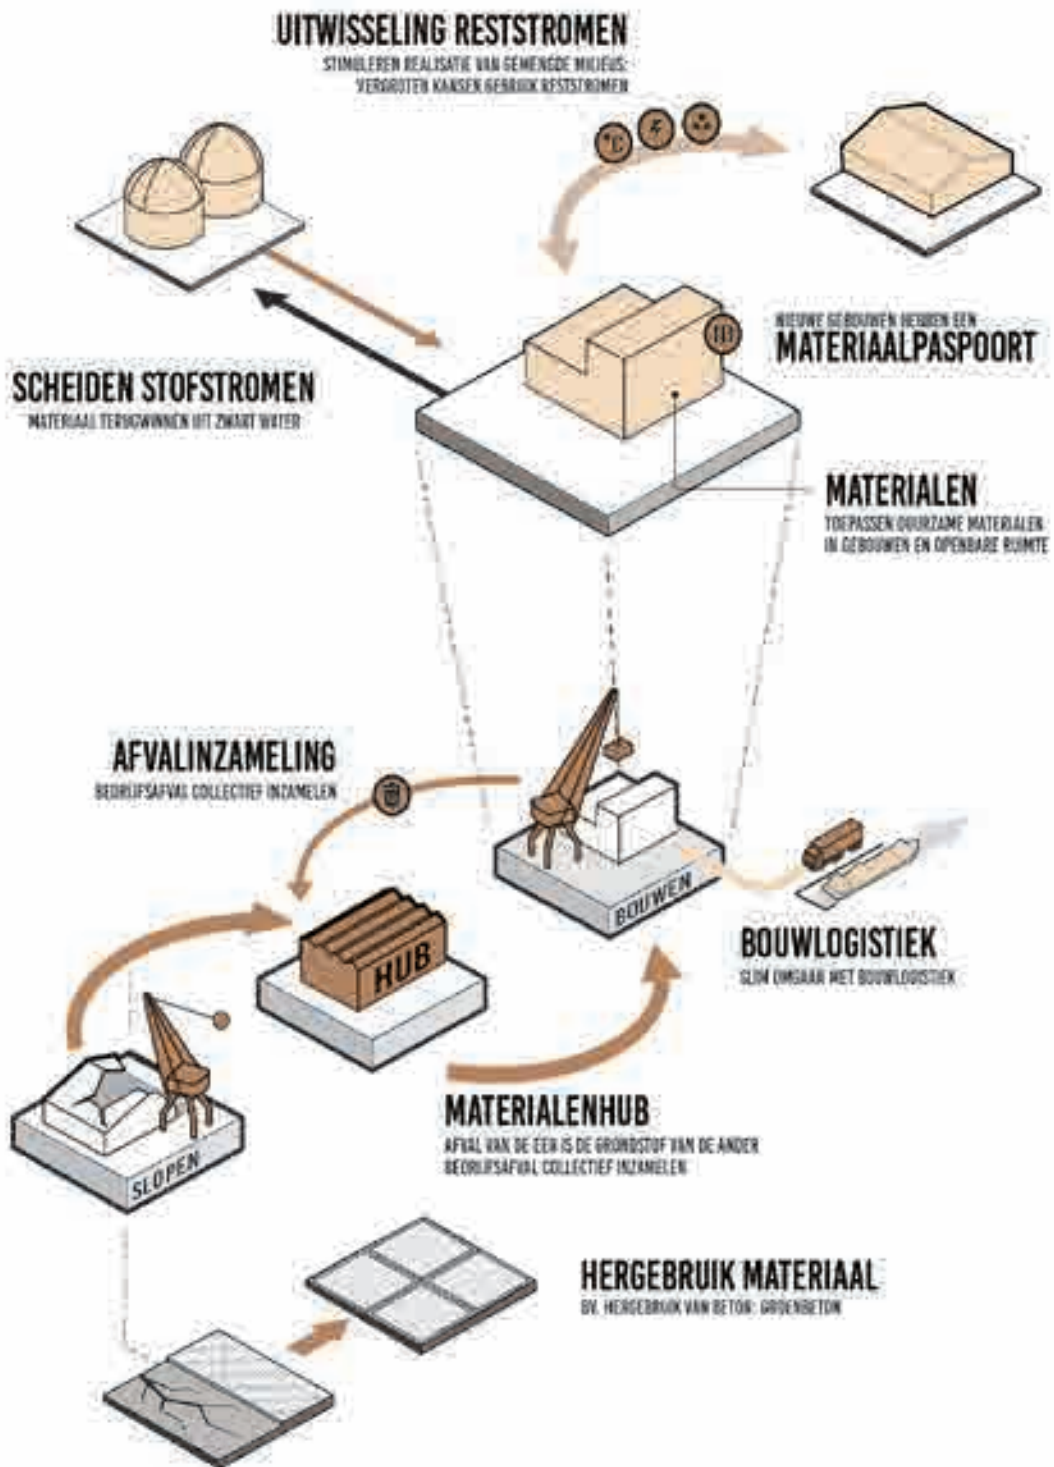 UITWISSELING RESTSTROMEN
STIMULEREN REALISATIE VAN GEMENGDE MILIEUS:
VERGROTEN KANSEN GEBRUIK RESTSTROMEN
°C
NIEUWE GEBOUWEN HEBBEN EEN
MATERIAALPASPOORT
SCHEIDEN STOFSTROMEN
MATERIAAL TERUGWINNEN UIT ZWART WATER
MATERIALEN
TOEPASSEN DUURZAME MATERIALEN
IN GEBOUWEN EN OPENBARE RUIMTE
AFVALINZAMELING
BEDRIJFSAFVAL COLLECTIEF INZAMELEN
BOUWEN
HUB
BOUWLOGISTIEK
SLIM OMGAAN MET BOUWLOGISTIEK
MATERIALENHUB
AFVAL VAN DE EEN IS DE GRONDSTOF VAN DE ANDER
BEDRIJFSAFVAL COLLECTIEF INZAMELEN
SLOPEN
HERGEBRUIK MATERIAAL
BV. HERGEBRUIK VAN BETON: GROENBETON